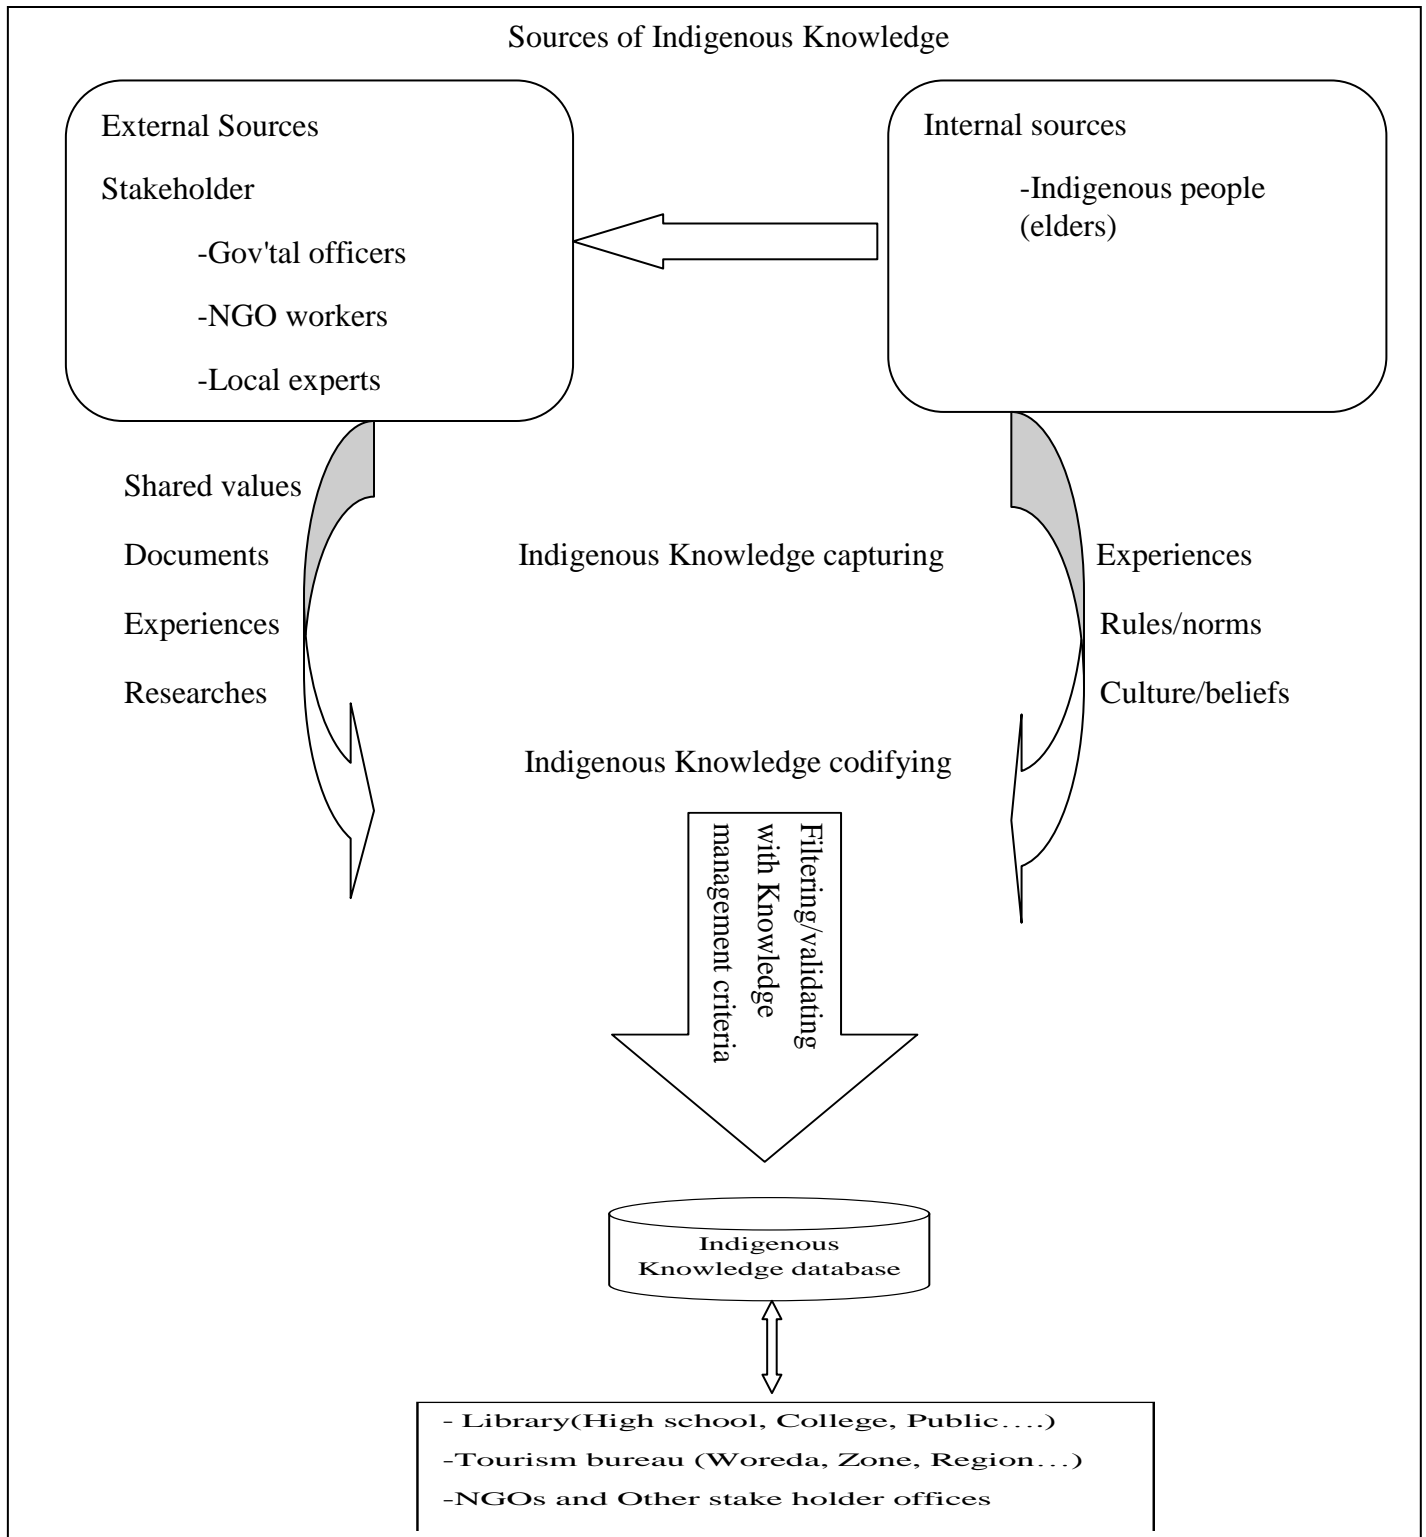 Sources of Indigenous Knowledge
External Sources
Stakeholder
-Gov'tal officers
-NGO workers
-Local experts
Internal sources
-Indigenous people
(elders)
Shared values
Documents
Experiences
Researches
Indigenous Knowledge capturing
Experiences
Rules/norms
Culture/beliefs
Indigenous Knowledge codifying
Filtering/validating
with Knowledge
management criteria
Indigenous
Knowledge database
- Library(High school, College, Public….)
-Tourism bureau (Woreda, Zone, Region…)
-NGOs and Other stake holder offices